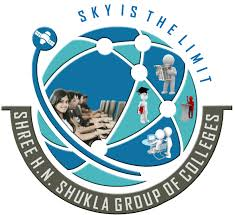 SKY IS THE LIMIT
SHREE H.N. SHUKLA GROUP OF COLLEGES